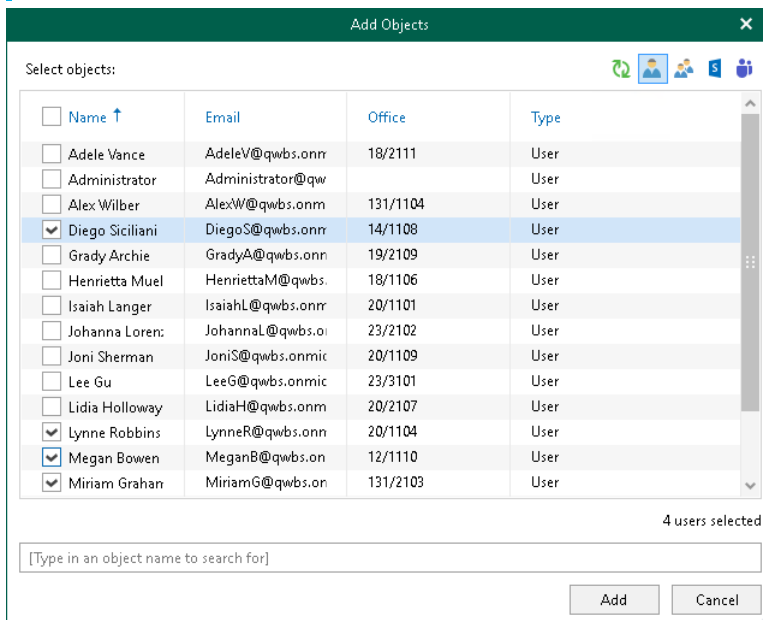 Add Objects
Select objects:
Name Email Office Type
Adele Vance AdeleV@qwbs.onm 18/2111 User
Administrator Administrator@qw User
Alex Wilber AlexW@qwbs.onm 131/1104 User
Diego Siciliani DiegoS@qwbs.onm 14/1108 User
Grady Archie GradyA@qwbs.onn 19/2109 User
Henrietta Muel HenriettaM@qwbs. 18/1106 User
Isaiah Langer IsaiahL@qwbs.onm 20/1101 User
Johanna Loren: JohannaL@qwbs.oı 23/2102 User
Joni Sherman JoniS@qwbs.onmic 20/1109 User
Lee Gu LeeG@qwbs.onmic 23/3101 User
Lidia Holloway LidiaH@qwbs.onm 20/2107 User
Lynne Robbins LynneR@qwbs.onn 20/1104 User
Megan Bowen MeganB@qwbs.on 12/1110 User
Miriam Grahan MiriamG@qwbs.on 131/2103 User
4 users selected
[Type in an object name to search for]
Add Cancel